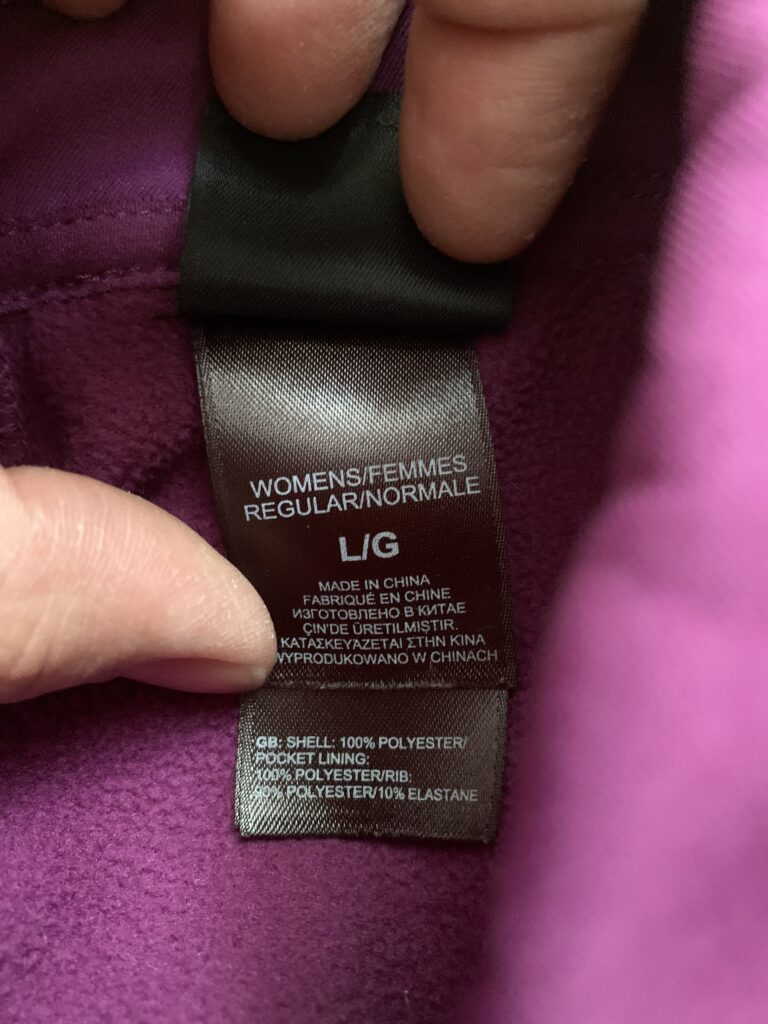 WOMENS/FEMMES
REGULAR/NORMALE
L/G
MADE IN CHINA
FABRIQUÉ EN CHINE
ИЗГОТОВЛЕНО В КИТАЕ
ÇIN'DE ÜRETILMIŞTIR.
ΚΑΤΑΣΚΕΥΑΖΕΤΑΙ ΣΤΗΝ ΚΙΝΑ
WYPRODUKOWANO W CHINACH
GB: SHELL: 100% POLYESTER/
POCKET LINING:
100% POLYESTER/RIB:
90% POLYESTER/10% ELASTANE